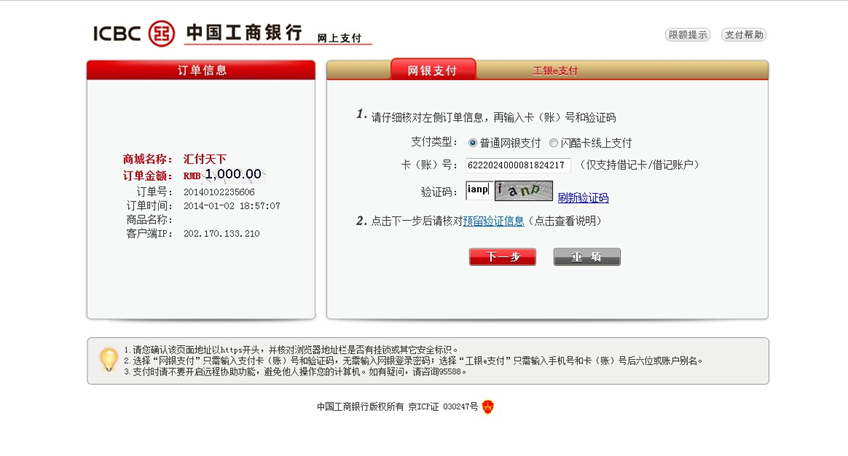 ICBC 中国工商银行 网上支付
限额提示 支付帮助
订单信息
商城名称： 汇付天下
订单金额： RMB 1,000.00
订单号： 20140102235606
订单时间： 2014-01-02 18:57:07
商品名称：
客户端IP： 202.170.133.210
网银支付 工银e支付
1. 请仔细核对左侧订单信息，再输入卡（账）号和验证码
支付类型： 普通网银支付 闪酷卡线上支付
卡（账）号： 6222024000081824217 （仅支持借记卡/借记账户）
验证码： ianp ianp 刷新验证码
2. 点击下一步后请核对预留验证信息（点击查看说明）
下一步 重 填
1.请您确认该页面地址以https开头，并核对浏览器地址栏是否有挂锁或其它安全标识。
2.选择“网银支付”只需输入支付卡（账）号和验证码，无需输入网银登录密码；选择“工银e支付”只需输入手机号和卡（账）号后六位或账户别名。
3.支付时请不要开启远程协助功能，避免他人操作您的计算机。如有疑问，请咨询95588。
中国工商银行版权所有 京ICP证 030247号